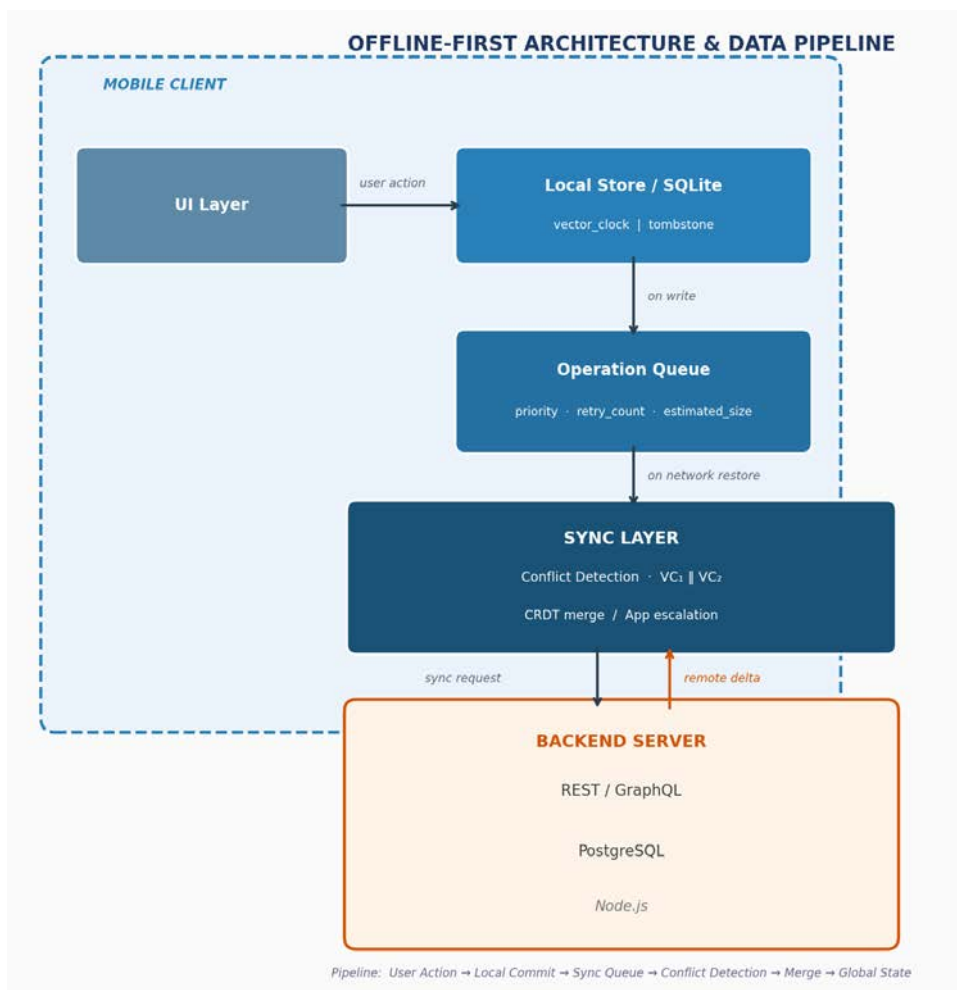 OFFLINE-FIRST ARCHITECTURE & DATA PIPELINE
MOBILE CLIENT
UI Layer
user action
Local Store / SQLite
vector_clock | tombstone
on write
Operation Queue
priority · retry_count · estimated_size
on network restore
SYNC LAYER
Conflict Detection · VC₁ ∥ VC₂
CRDT merge / App escalation
sync request
remote delta
BACKEND SERVER
REST / GraphQL
PostgreSQL
Node.js
Pipeline: User Action → Local Commit → Sync Queue → Conflict Detection → Merge → Global State